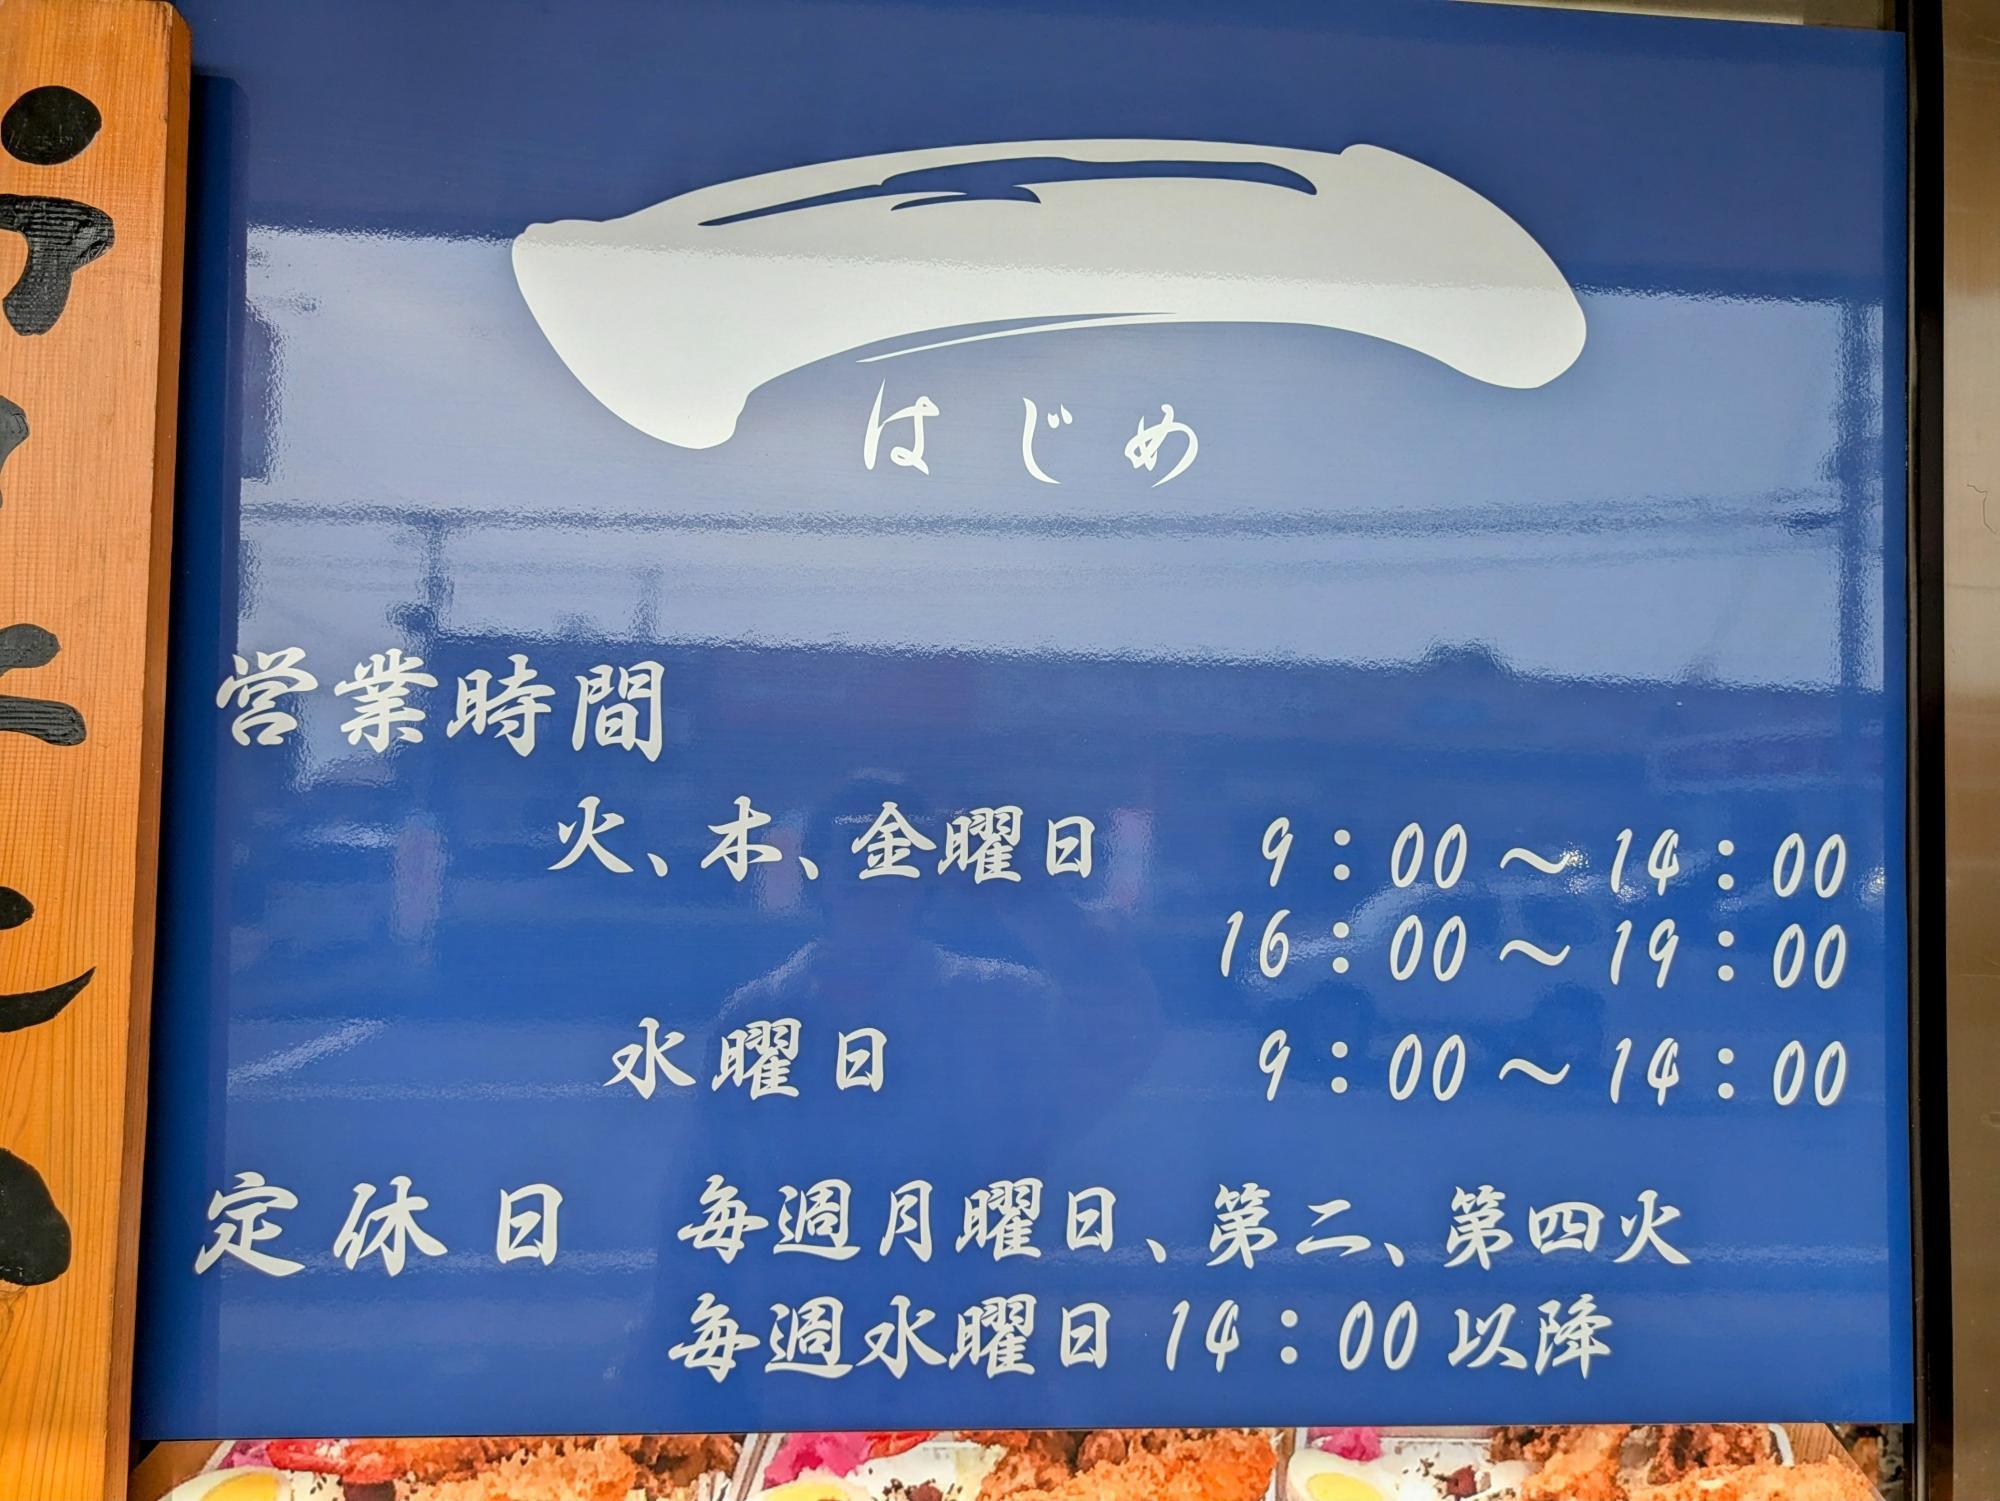 一
はじめ
営業時間
火、木、金曜日 9:00～14:00
16:00～19:00
水曜日 9:00～14:00
定休日 毎週月曜日、第二、第四火
毎週水曜日14:00以降